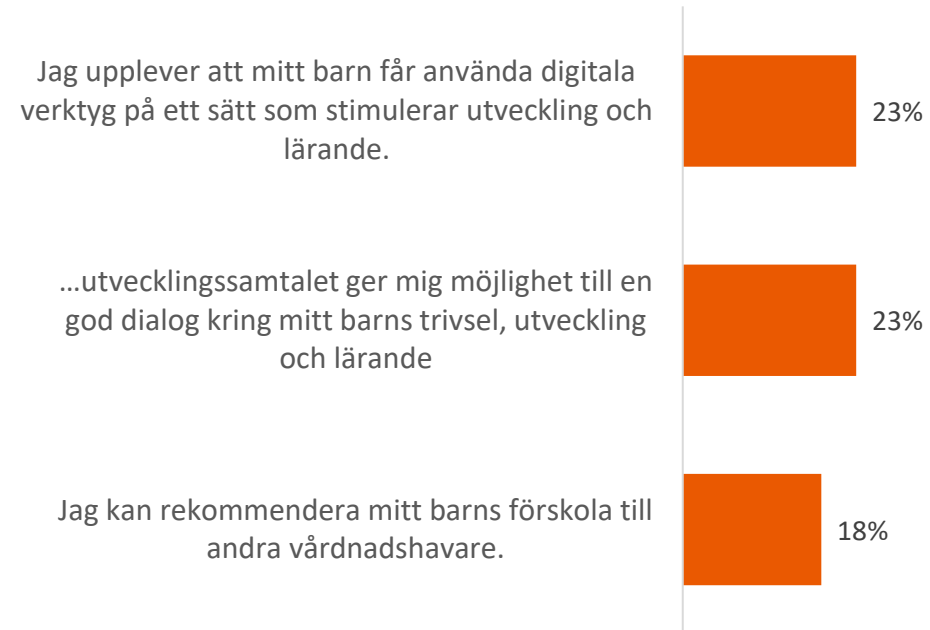 Jag upplever att mitt barn får använda digitala
verktyg på ett sätt som stimulerar utveckling och
lärande.
23%
…utvecklingssamtalet ger mig möjlighet till en
god dialog kring mitt barns trivsel, utveckling
och lärande
23%
Jag kan rekommendera mitt barns förskola till
andra vårdnadshavare.
18%